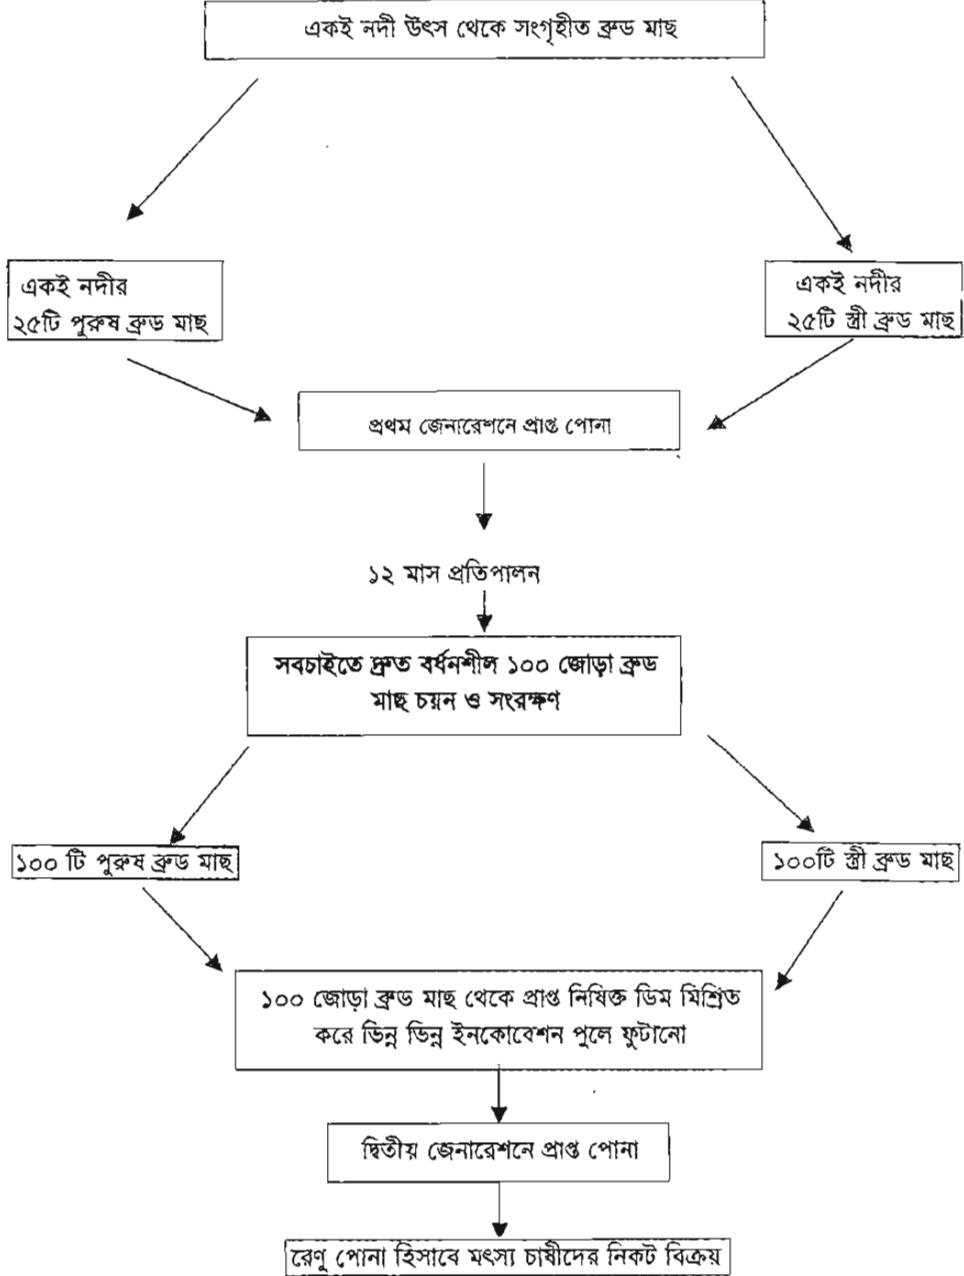 একই নদী উৎস থেকে সংগৃহীত ব্রুড মাছ
একই নদীর
২৫টি পুরুষ ব্রুড মাছ
একই নদীর
২৫টি স্ত্রী ব্রুড মাছ
প্রথম জেনারেশনে প্রাপ্ত পোনা
১২ মাস প্রতিপালন
সবচাইতে দ্রুত বর্ধনশীল ১০০ জোড়া ব্রুড
মাছ চয়ন ও সংরক্ষণ
১০০ টি পুরুষ ব্রুড মাছ
১০০টি স্ত্রী ব্রুড মাছ
১০০ জোড়া ব্রুড মাছ থেকে প্রাপ্ত নিষিক্ত ডিম মিশ্রিত
করে ভিন্ন ভিন্ন ইনকোবেশন পুলে ফুটানো
দ্বিতীয় জেনারেশনে প্রাপ্ত পোনা
রেণু পোনা হিসাবে মৎস্য চাষীদের নিকট বিক্রয়